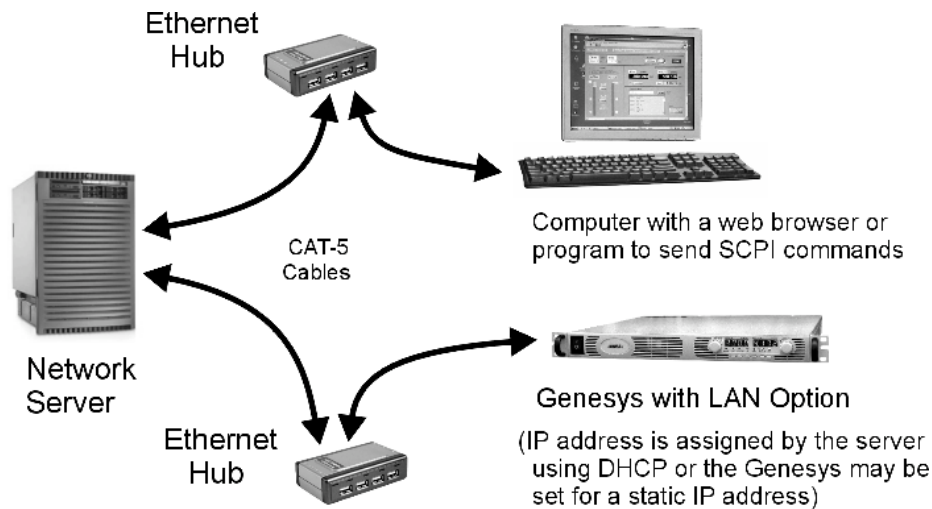 Ethernet
Hub
Computer with a web browser or
program to send SCPI commands
CAT-5
Cables
Network
Server
Genesys with LAN Option
(IP address is assigned by the server
using DHCP or the Genesys may be
set for a static IP address)
Ethernet
Hub